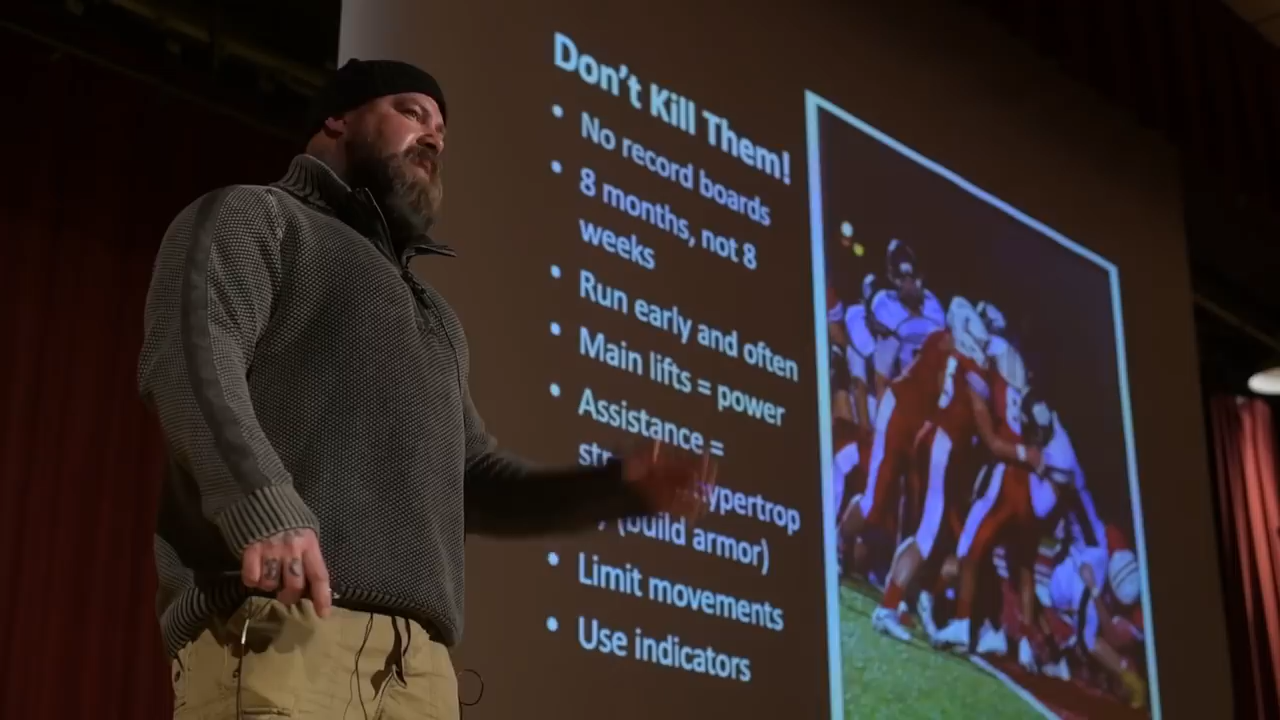 Don't Kill Them!
• No record boards
• 8 months, not 8
weeks
• Run early and often
• Main lifts = power
• Assistance =
(build armor)
• Limit movements
• Use indicators